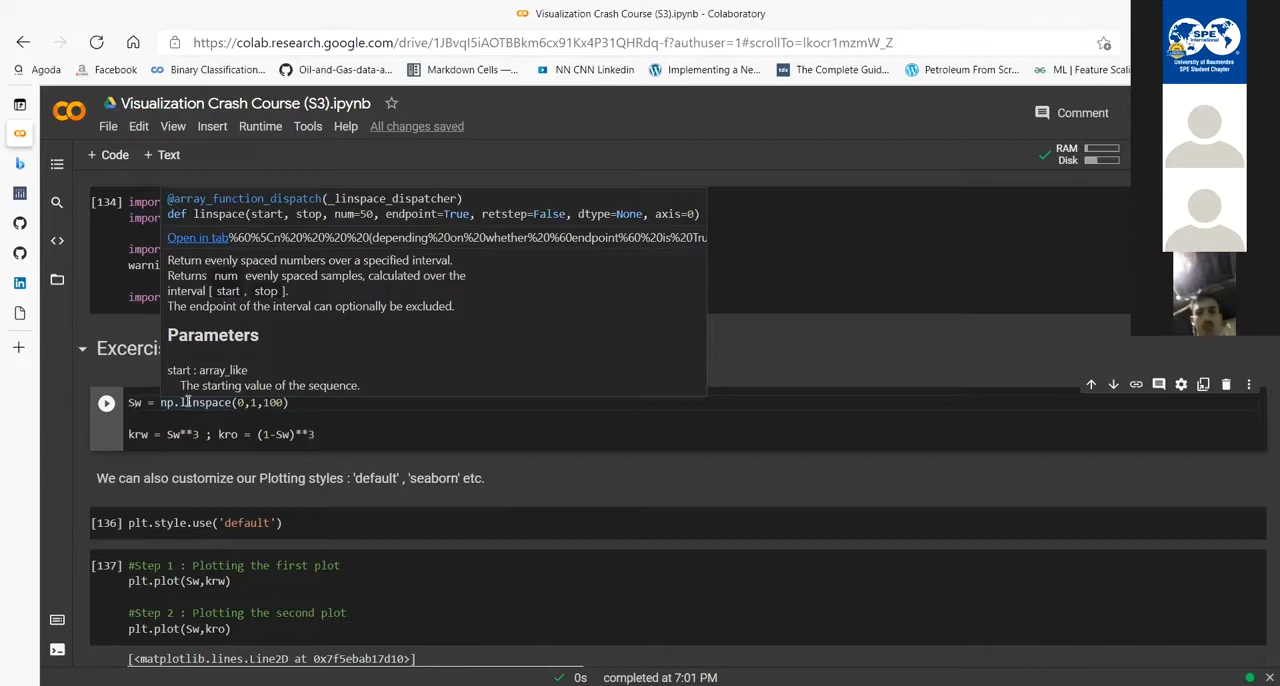 Visualization Crash Course (S3).ipynb - Colaboratory
https://colab.research.google.com/drive/1JBvqI5iAOTBBkm6cx91Kx4P31QHRdq-f?authuser=1#scrollTo=lkocr1mzmW_Z
Agoda
Facebook
Binary Classification...
Oil-and-Gas-data-a...
Markdown Cells —...
NN CNN Linkedin
Implementing a Ne...
The Complete Guid...
Petroleum From Scr...
ML | Feature Scali
SPE
International
University of Boumerdes
SPE Student Chapter
Visualization Crash Course (S3).ipynb
Comment
File Edit View Insert Runtime Tools Help All changes saved
+ Code + Text
RAM
Disk
[134] impor
impor
impor
warni
impor
@array_function_dispatch(_linspace_dispatcher)
def linspace(start, stop, num=50, endpoint=True, retstep=False, dtype=None, axis=0)
Open in tab%60%5Cn%20%20%20%20(depending%20on%20whether%20%60endpoint%60%20is%20Tru
Return evenly spaced numbers over a specified interval.
Returns num evenly spaced samples, calculated over the
interval [ start , stop ].
The endpoint of the interval can optionally be excluded.
Parameters
start : array_like
The starting value of the sequence.
Excercis
Sw = np.linspace(0,1,100)
krw = Sw**3 ; kro = (1-Sw)**3
We can also customize our Plotting styles : 'default' , 'seaborn' etc.
[136] plt.style.use('default')
[137] #Step 1 : Plotting the first plot
plt.plot(Sw,krw)
#Step 2 : Plotting the second plot
plt.plot(Sw,kro)
[<matplotlib.lines.Line2D at 0x7f5ebab17d10>]
0s completed at 7:01 PM